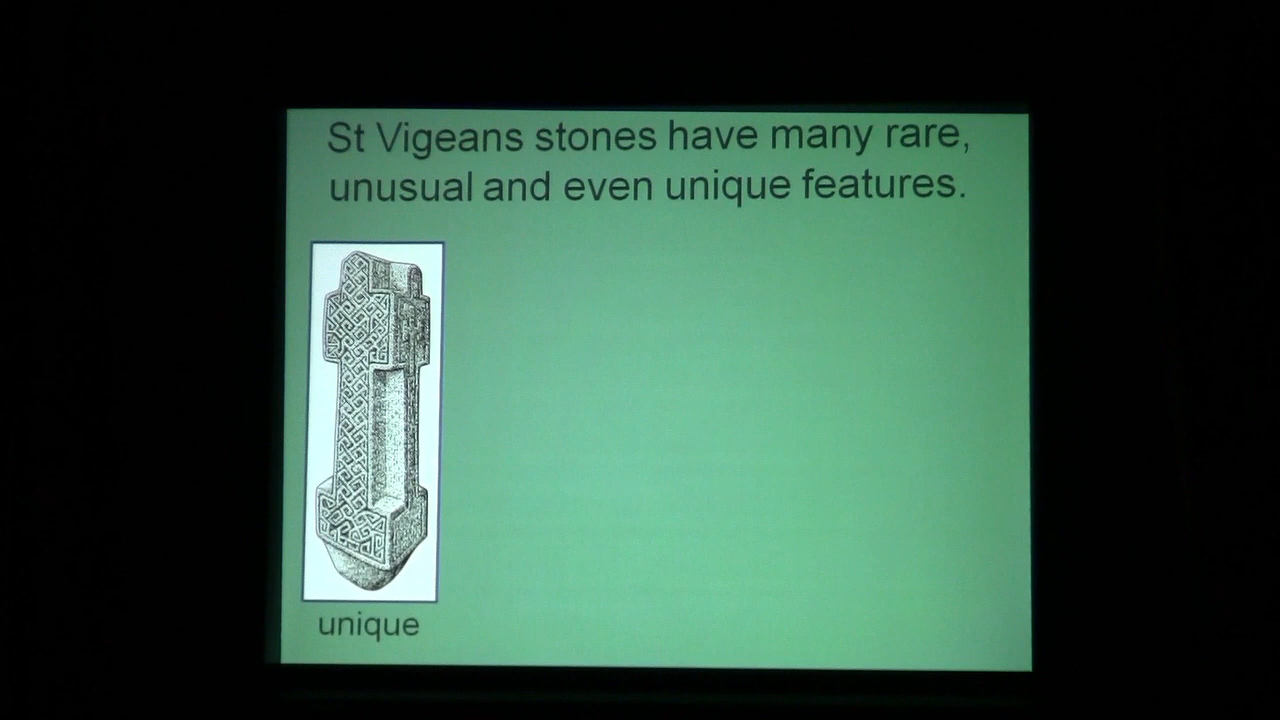 St Vigeans stones have many rare,
unusual and even unique features.
unique